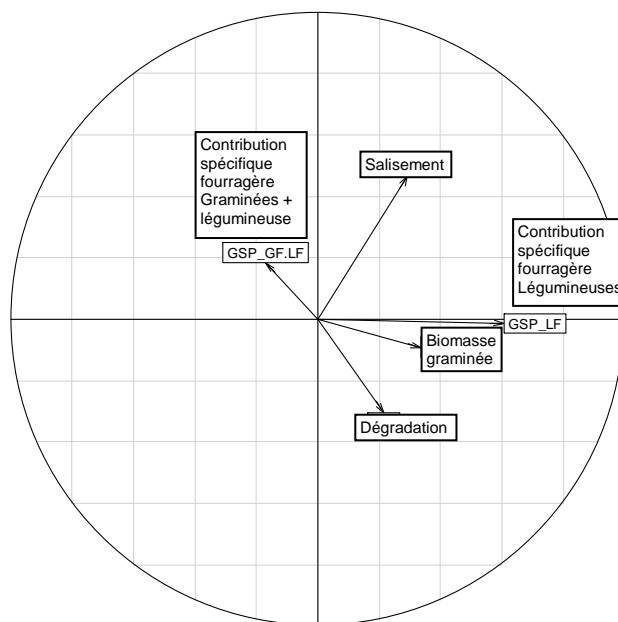 Contribution
spécifique
fourragère
Graminées +
légumineuse
GSP_GF.LF
Salisement
Contribution
spécifique
fourragère
Légumineuses
GSP_LF
Biomasse
graminée
Dégradation